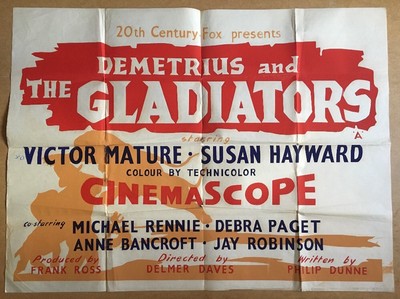 20th Century-Fox presents
DEMETRIUS and
THE GLADIATORS
"A"
starring
VICTOR MATURE · SUSAN HAYWARD
COLOUR BY TECHNICOLOR
CINEMASCOPE
co-starring MICHAEL RENNIE · DEBRA PAGET
ANNE BANCROFT · JAY ROBINSON
Produced by Directed by Written by
FRANK ROSS DELMER DAVES PHILIP DUNNE